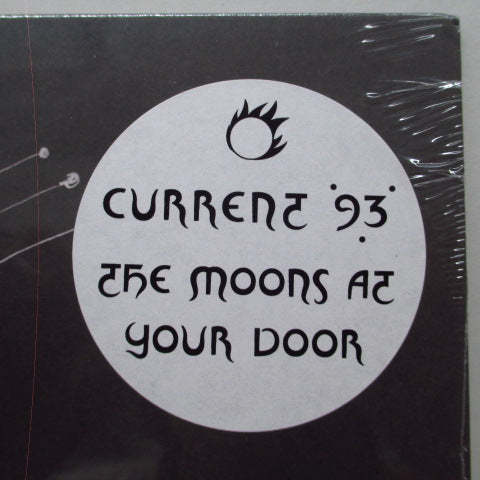 CURRENT '93'
THE MOONS AT
YOUR DOOR